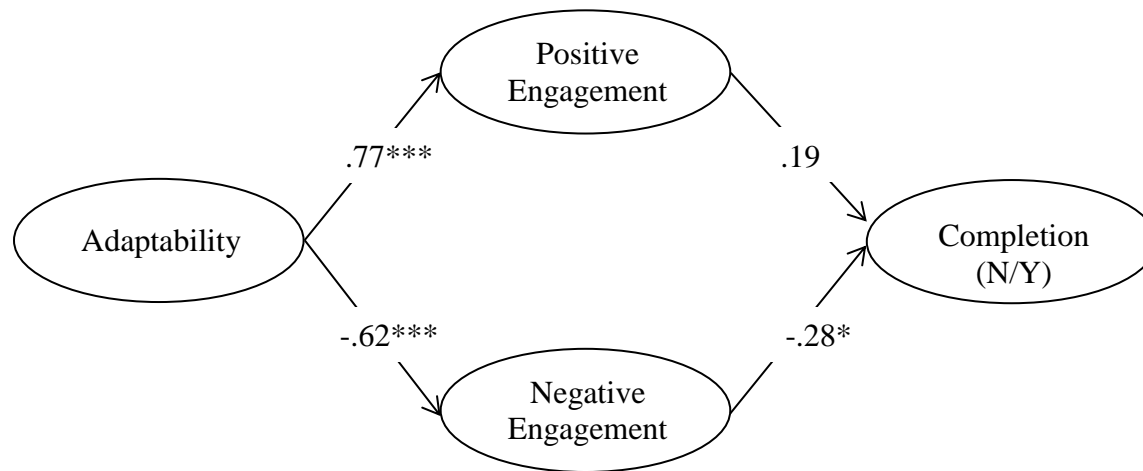 Positive
Engagement
.77***
.19
Adaptability
Completion
(N/Y)
-.62***
-.28*
Negative
Engagement